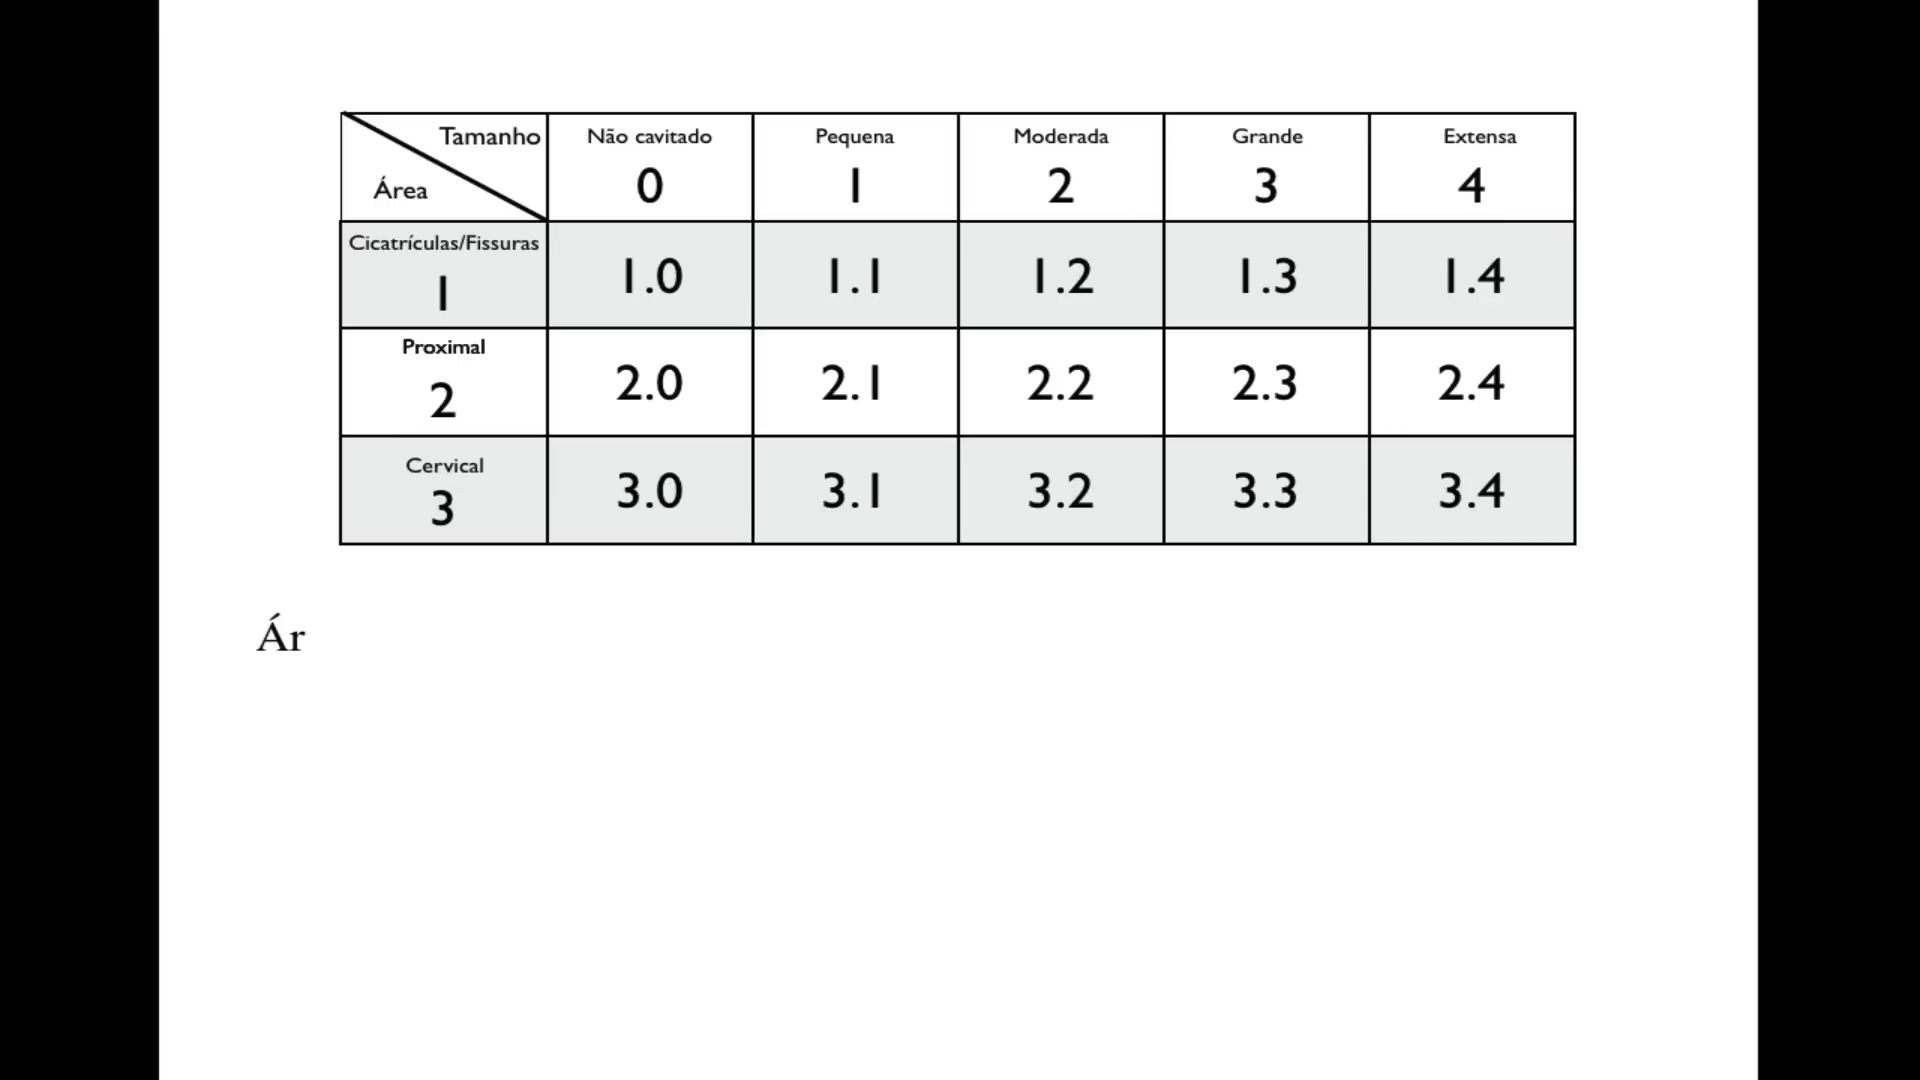 Tamanho
Área
Não cavitado
0
Pequena
1
Moderada
2
Grande
3
Extensa
4
Cicatrículas/Fissuras
1
1.0 1.1 1.2 1.3 1.4
Proximal
2
2.0 2.1 2.2 2.3 2.4
Cervical
3
3.0 3.1 3.2 3.3 3.4
Ár